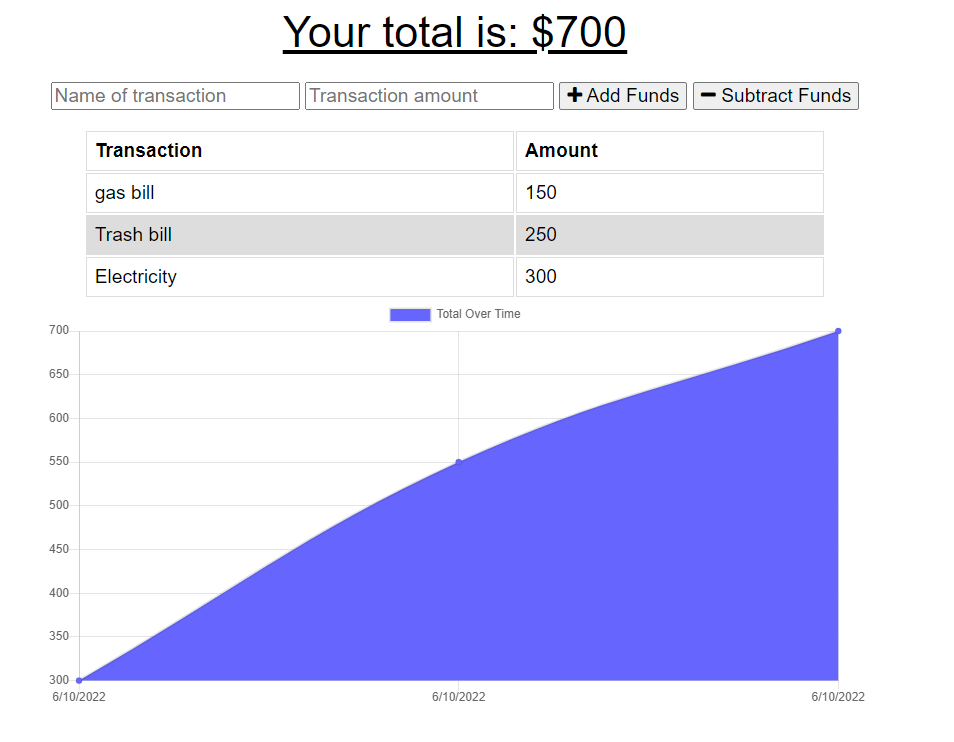 Your total is: $700
Name of transaction Transaction amount Add Funds Subtract Funds
Transaction Amount
gas bill 150
Trash bill 250
Electricity 300
Total Over Time
700
650
600
550
500
450
400
350
300
6/10/2022 6/10/2022 6/10/2022